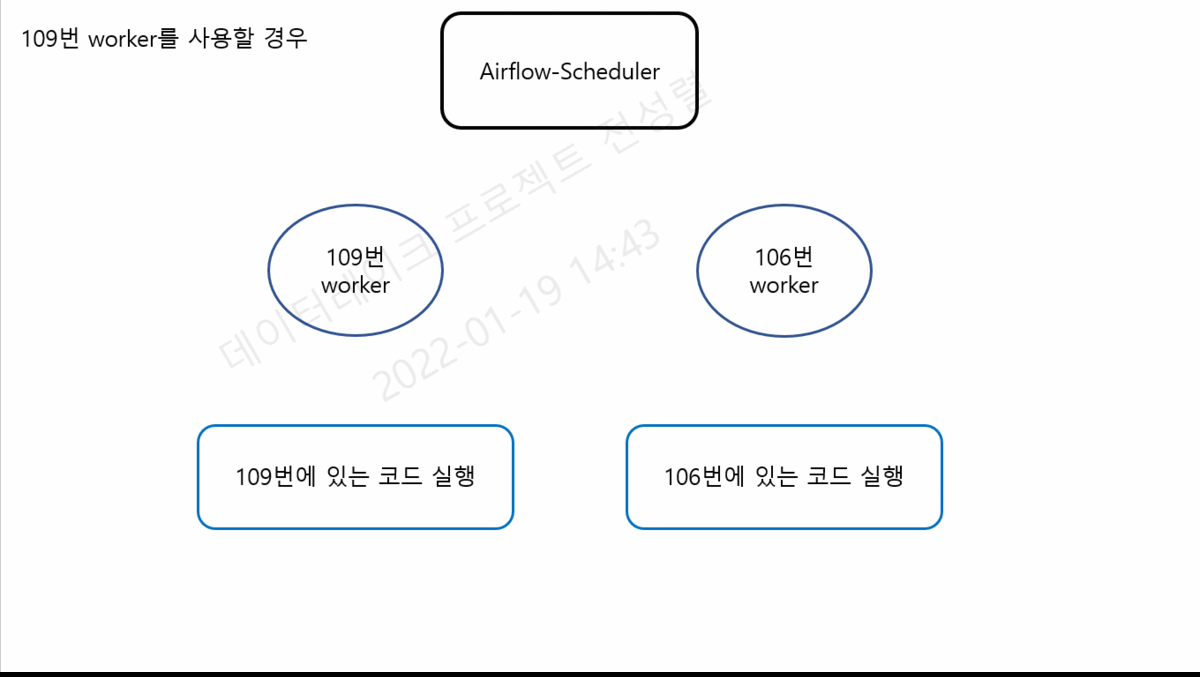 109번 worker를 사용할 경우
Airflow-Scheduler
데이터레이크 프로젝트 전성렬
2022-01-19 14:43
109번
worker
106번
worker
109번에 있는 코드 실행
106번에 있는 코드 실행